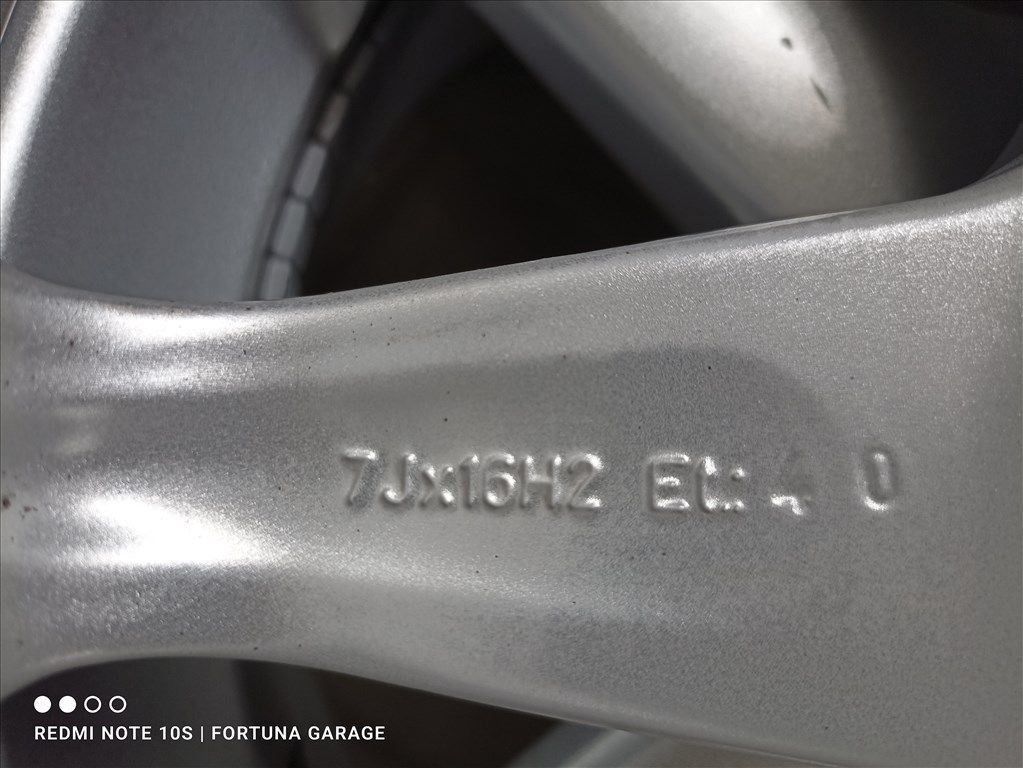 7Jx16H2 Et.: 4 0
REDMI NOTE 10S | FORTUNA GARAGE